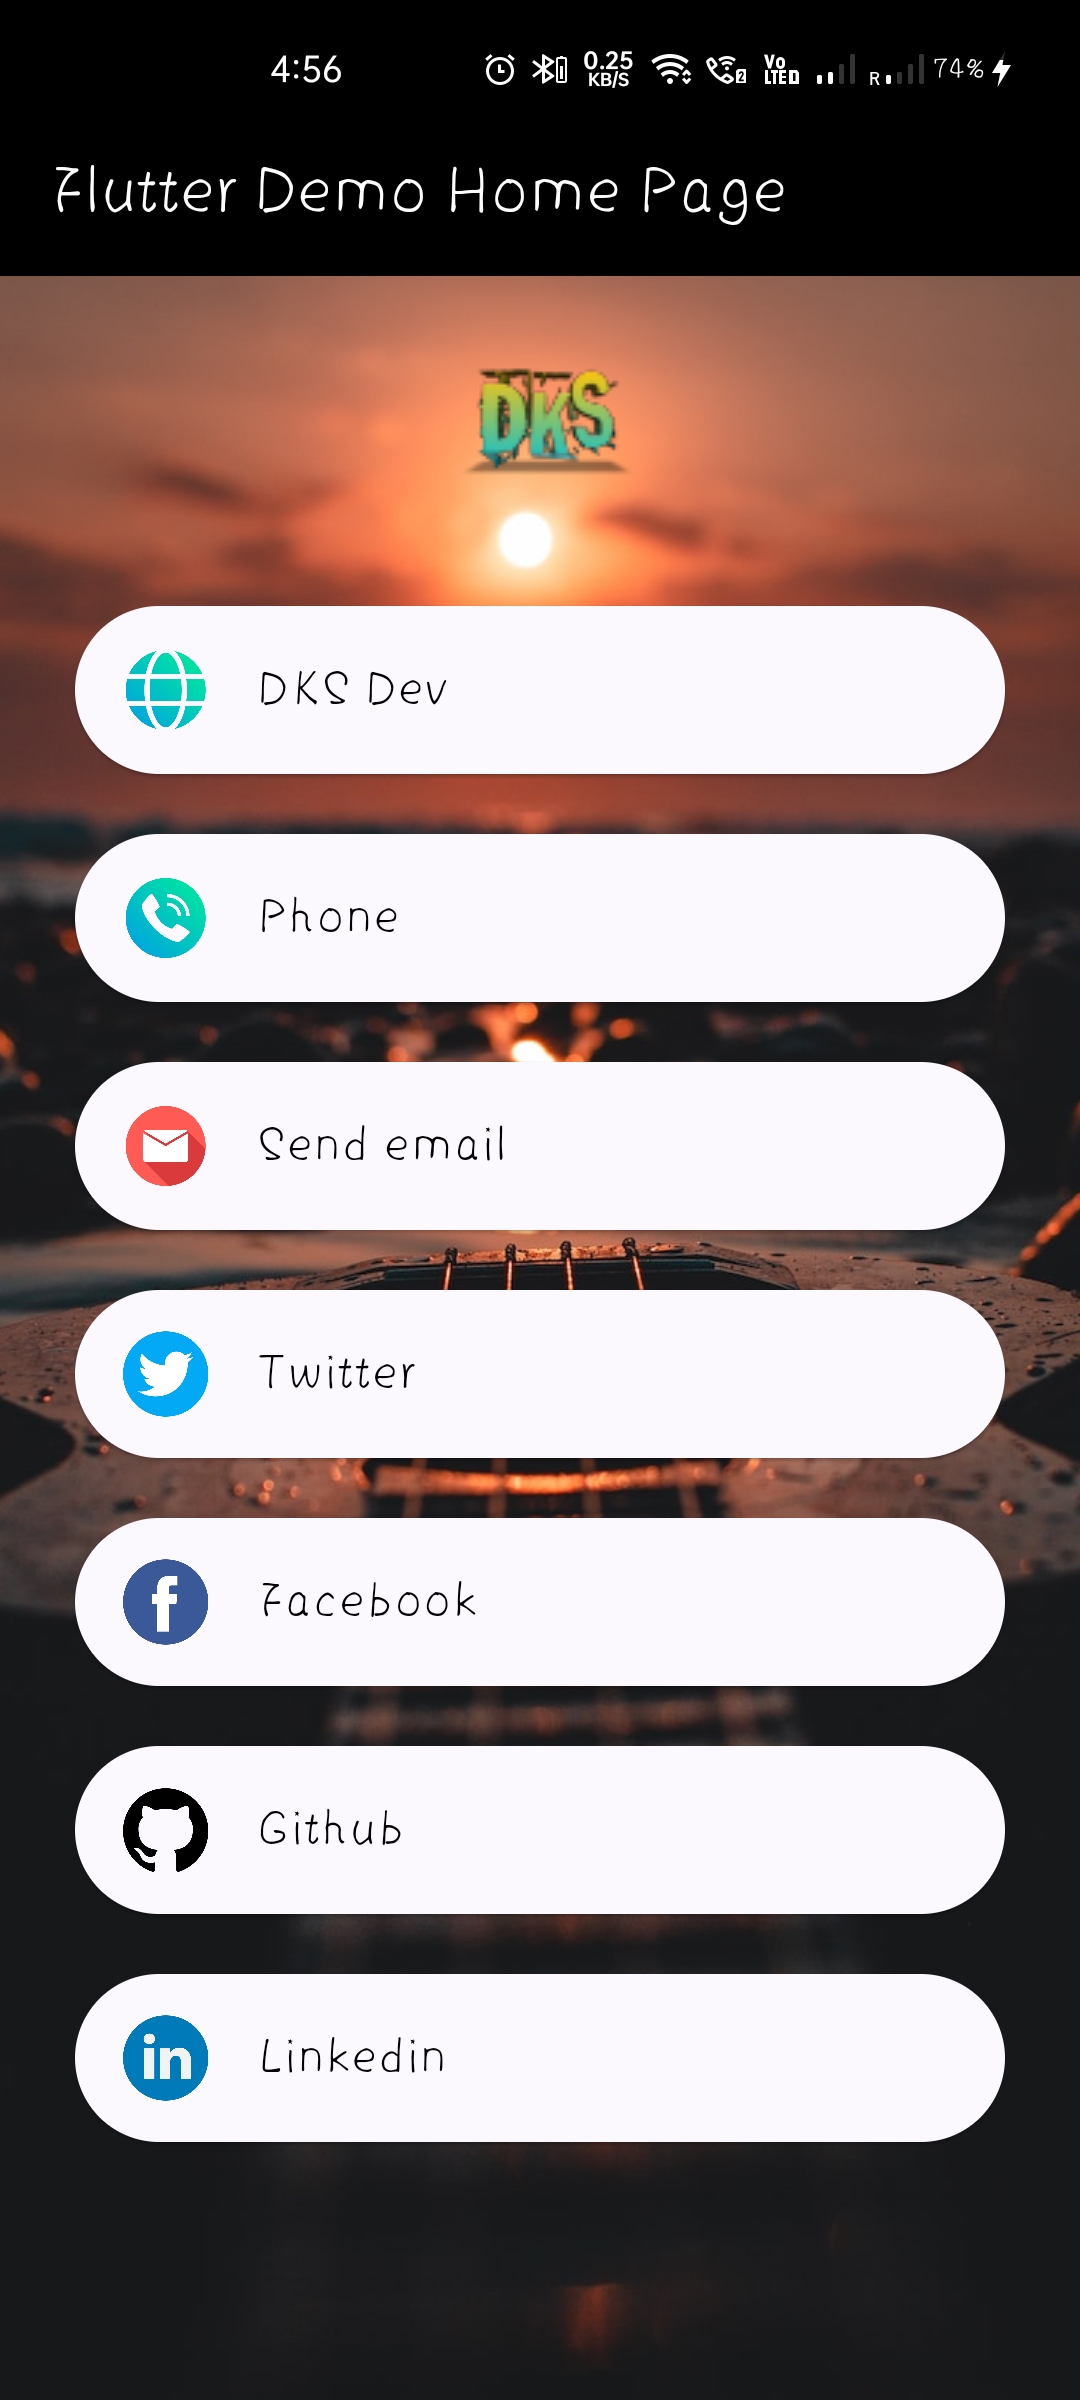 4:56 0.25 KB/S 2 Vo LTE D R 74%
Flutter Demo Home Page
DKS
DKS Dev
Phone
Send email
Twitter
Facebook
Github
in Linkedin